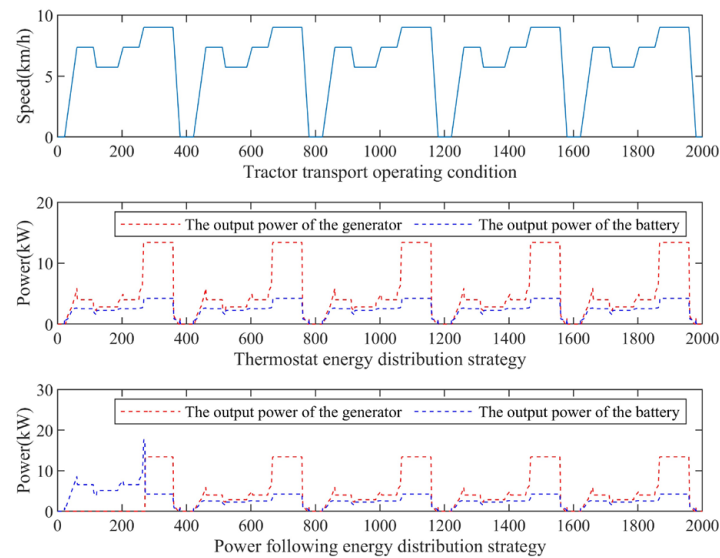 10
5
0
Speed(km/h)
0 200 400 600 800 1000 1200 1400 1600 1800 2000
Tractor transport operating condition
20
10
0
Power(kW)
The output power of the generator The output power of the battery
0 200 400 600 800 1000 1200 1400 1600 1800 2000
Thermostat energy distribution strategy
30
20
10
0
Power(kW)
The output power of the generator The output power of the battery
0 200 400 600 800 1000 1200 1400 1600 1800 2000
Power following energy distribution strategy